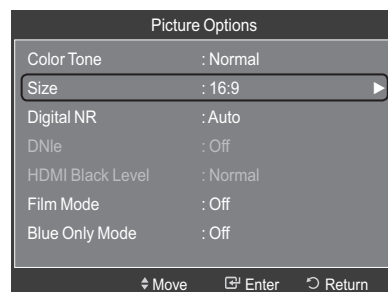 Picture Options
Color Tone : Normal
Size : 16:9
Digital NR : Auto
DNIe : Off
HDMI Black Level : Normal
Film Mode : Off
Blue Only Mode : Off
Move Enter Return